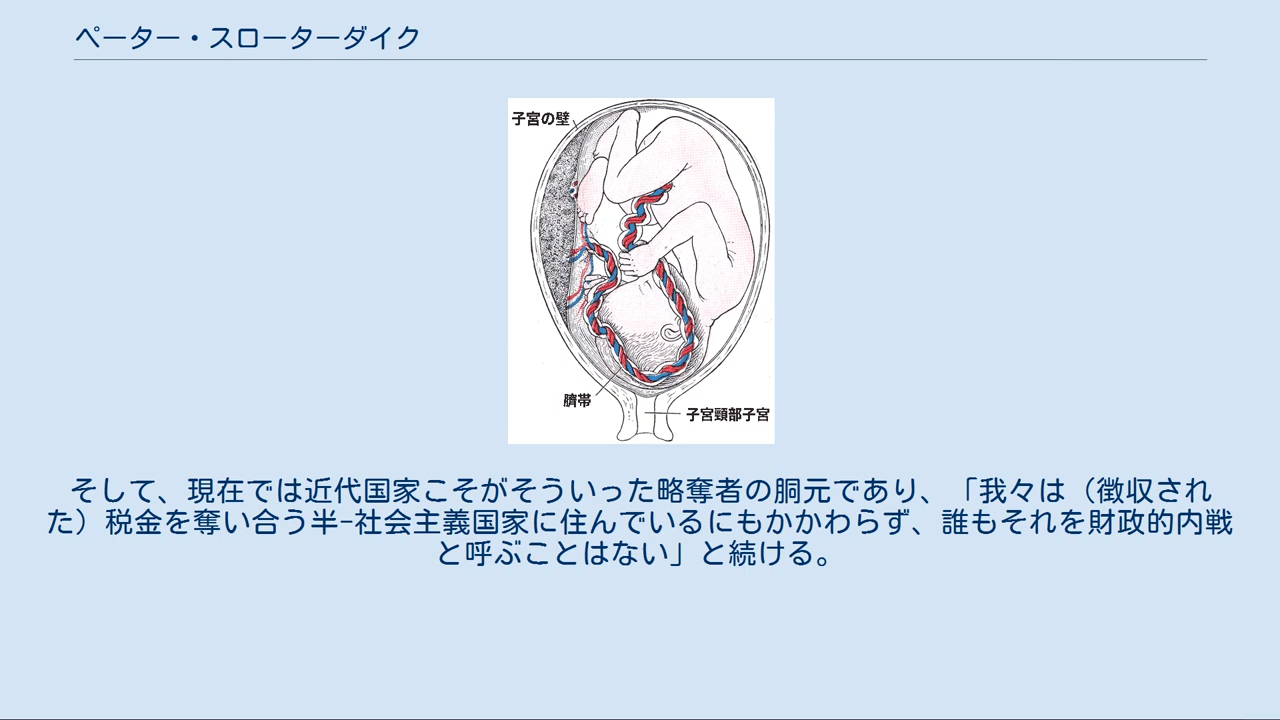 ペーター・スローターダイク
子宮の壁
臍帯
子宮頸部子宮
そして、現在では近代国家こそがそういった略奪者の胴元であり、「我々は（徴収され
た）税金を奪い合う半-社会主義国家に住んでいるにもかかわらず、誰もそれを財政的内戦
と呼ぶことはない」と続ける。